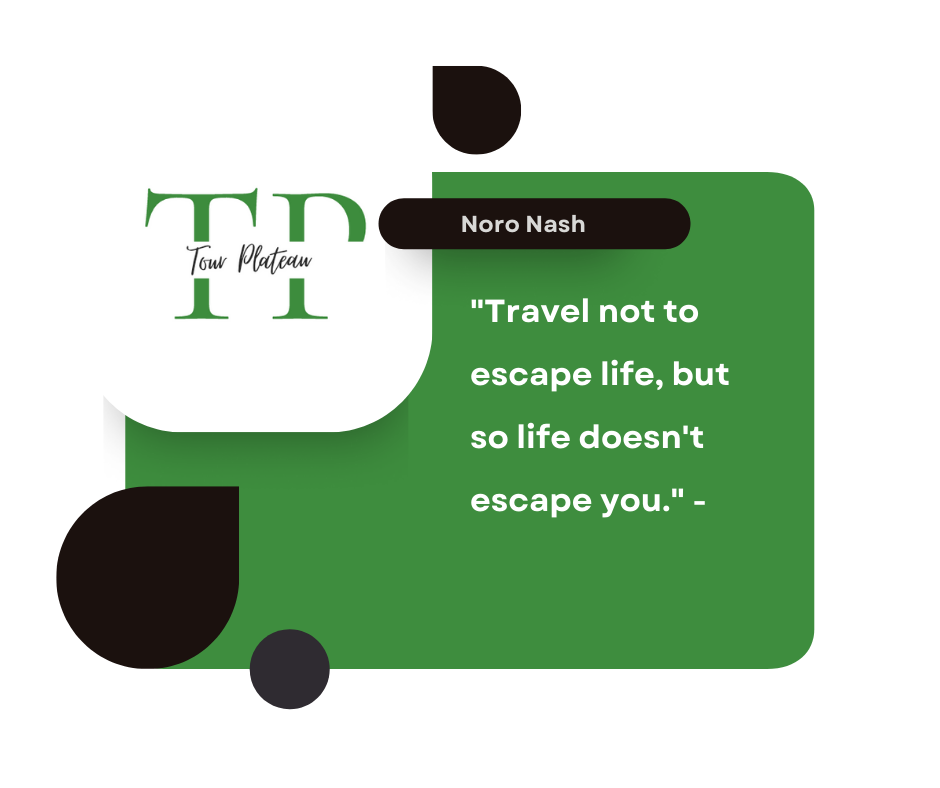 TP
Tour Plateau
Noro Nash
"Travel not to
escape life, but
so life doesn't
escape you." -